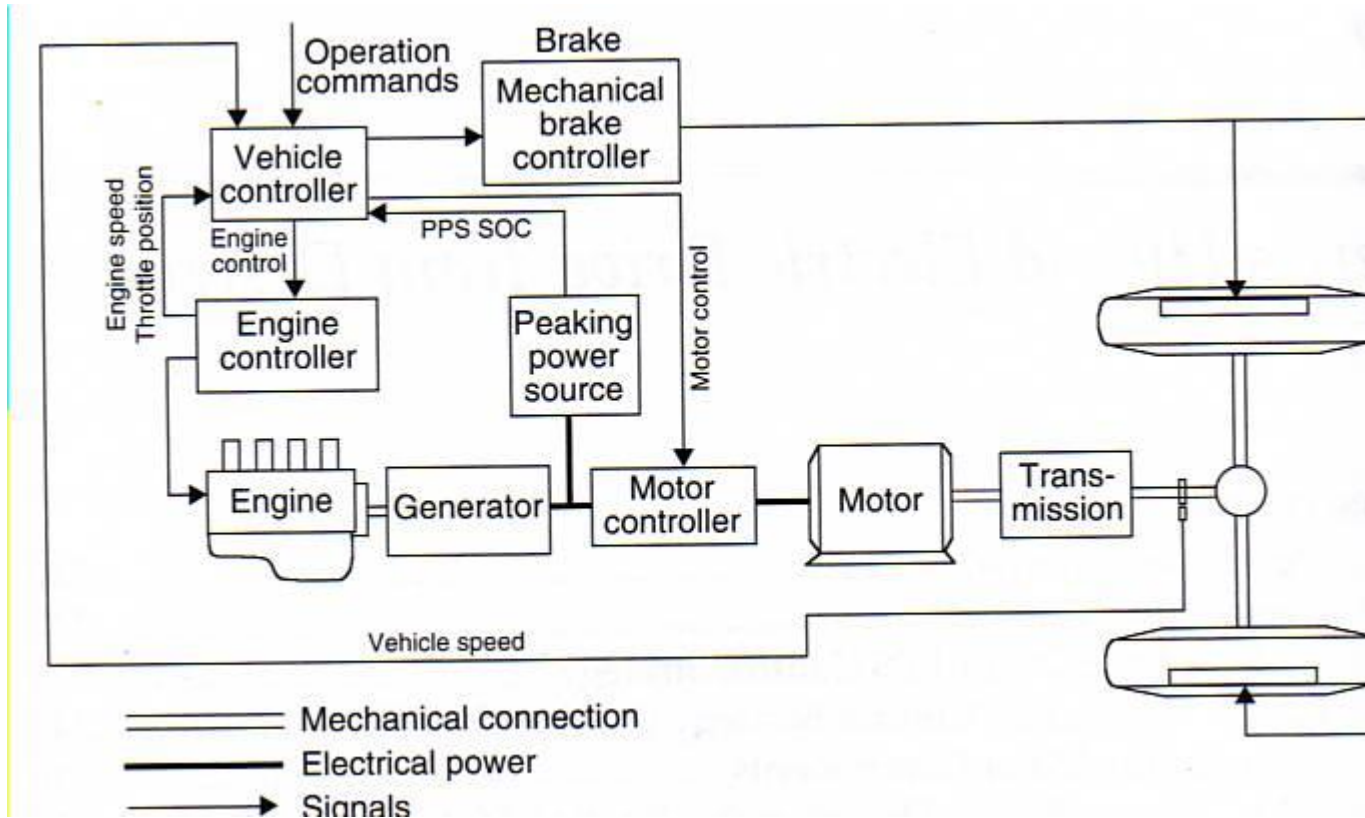 Operation
commands
Brake
Mechanical
brake
controller
Vehicle
controller
Engine speed
Throttle position
Engine
control
PPS SOC
Motor control
Engine
controller
Peaking
power
source
Engine
Generator
Motor
controller
Motor
Trans-
mission
Vehicle speed
Mechanical connection
Electrical power
Signals